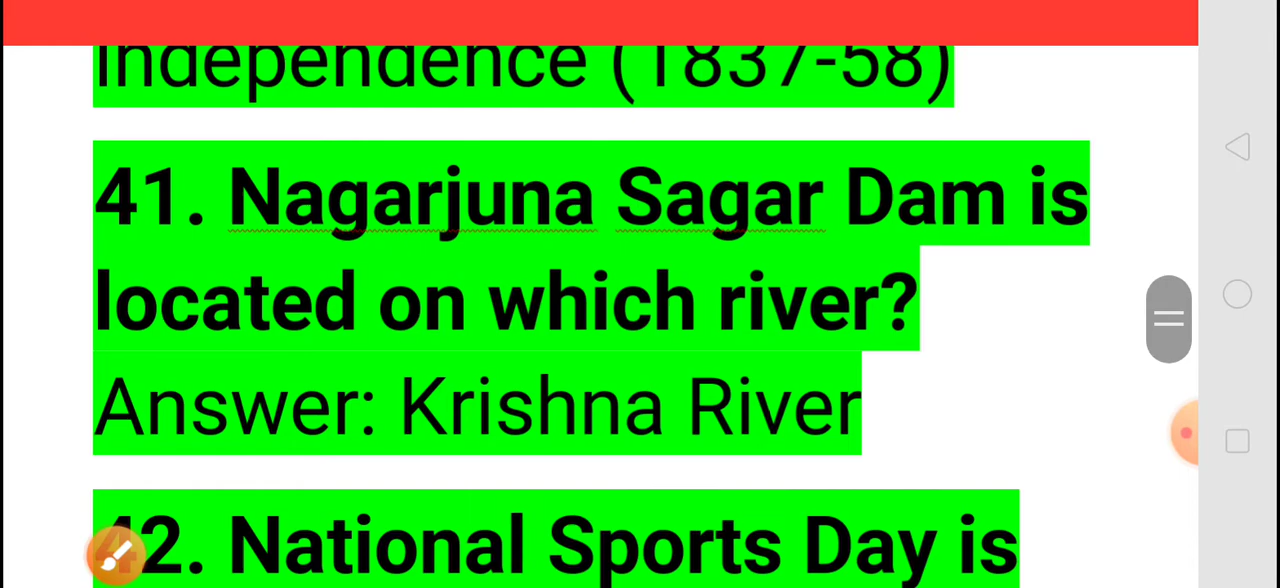 Independence (1837-58)
41. Nagarjuna Sagar Dam is
located on which river?
Answer: Krishna River
42. National Sports Day is